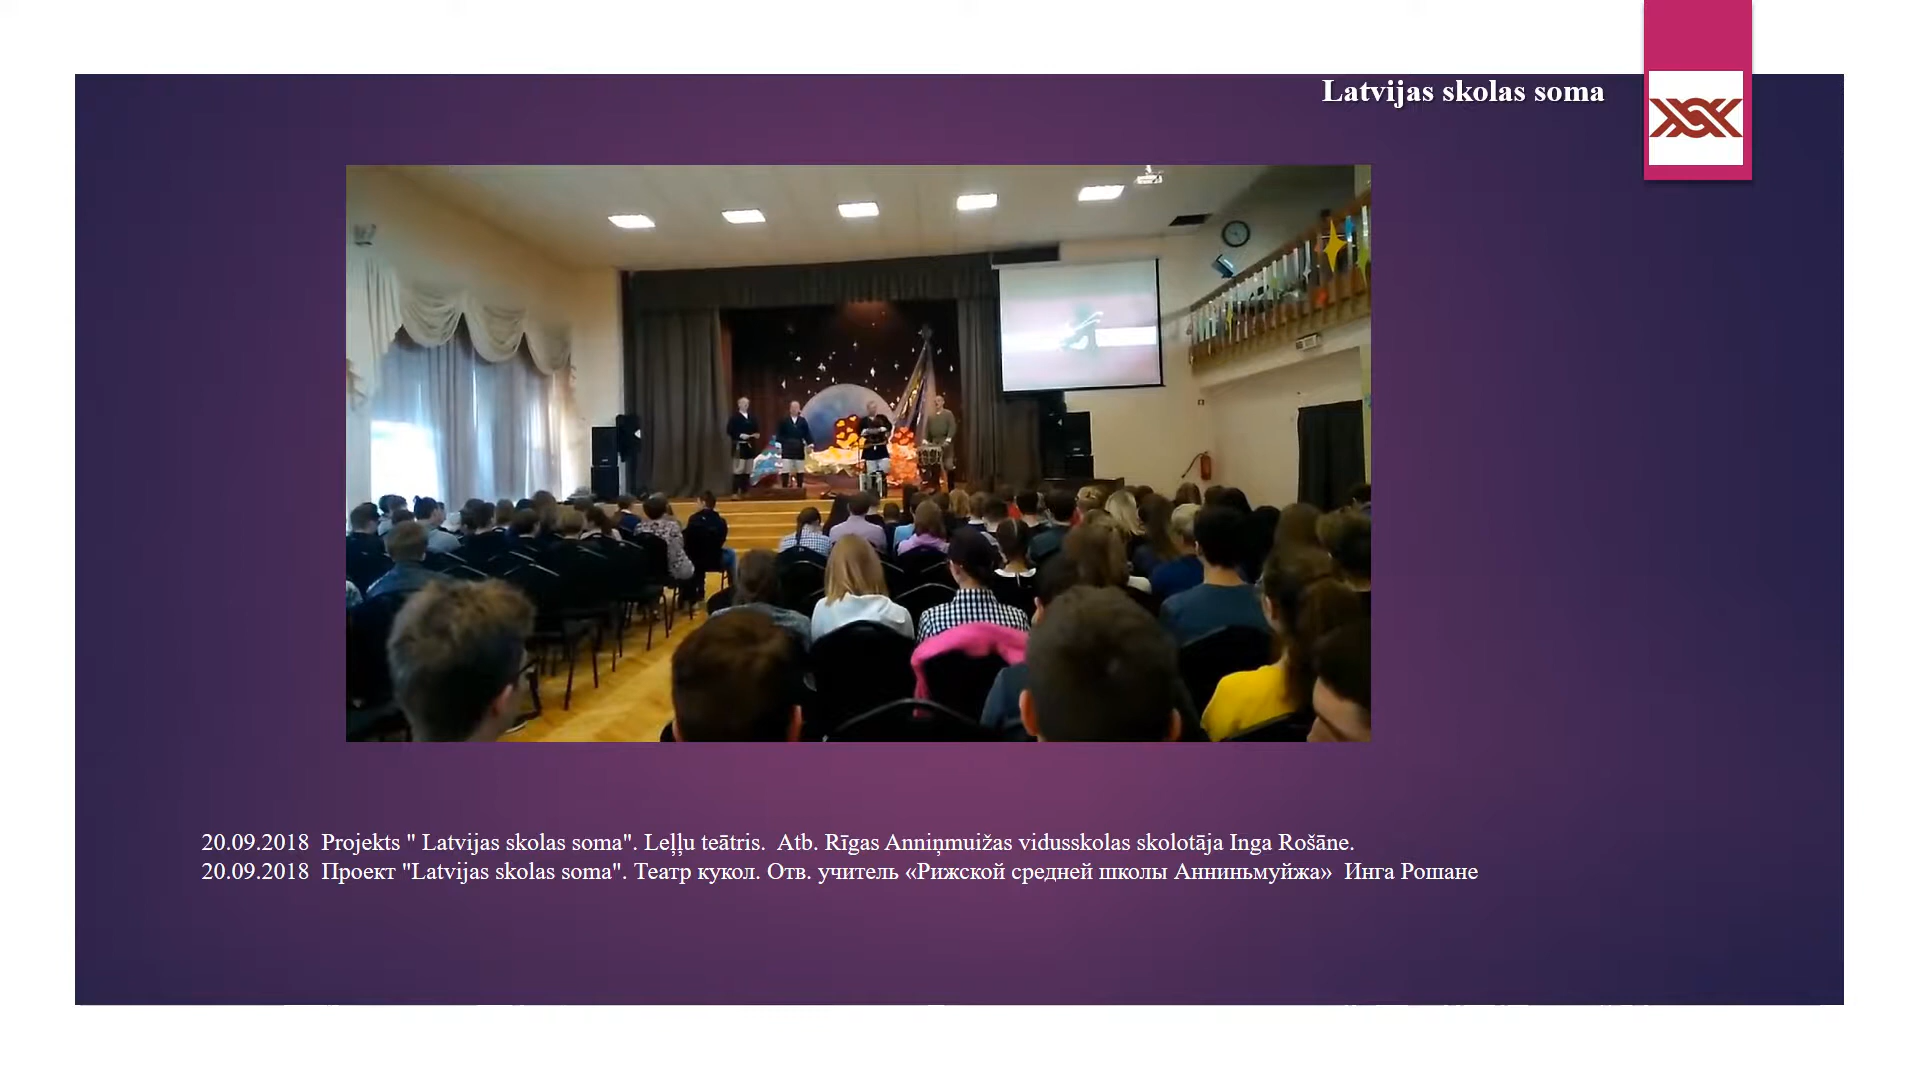 Latvijas skolas soma
20.09.2018 Projekts " Latvijas skolas soma". Leļļu teātris. Atb. Rīgas Anniņmuižas vidusskolas skolotāja Inga Rošāne.
20.09.2018 Проект "Latvijas skolas soma". Театр кукол. Отв. учитель «Рижской средней школы Анниньмуйжа» Инга Рошане